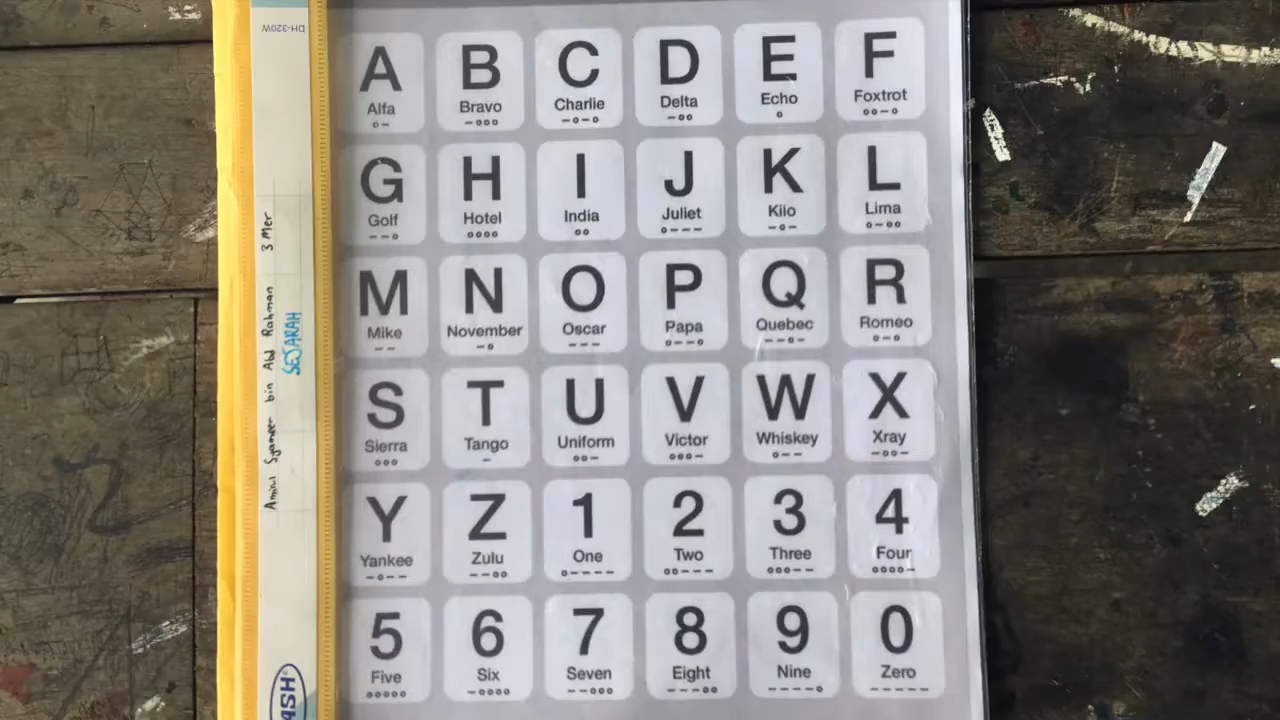 DH-320W
Amirul Syameer bin Abd Rahman 3 Mer
SEJARAH
ASH
A B C D E F
Alfa Bravo Charlie Delta Echo Foxtrot
G H I J K L
Golf Hotel India Juliet Kilo Lima
M N O P Q R
Mike November Oscar Papa Quebec Romeo
S T U V W X
Sierra Tango Uniform Victor Whiskey Xray
Y Z 1 2 3 4
Yankee Zulu One Two Three Four
5 6 7 8 9 0
Five Six Seven Eight Nine Zero